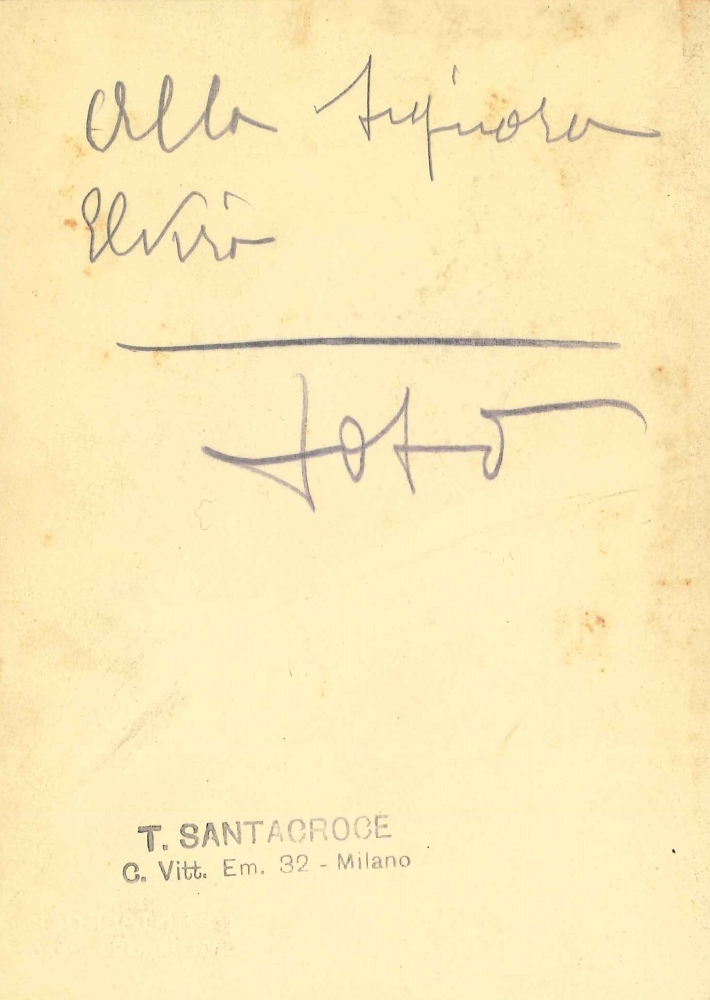 Alla Signora
Elvira
Totò
T. SANTACROCE
C. Vitt. Em. 32 - Milano